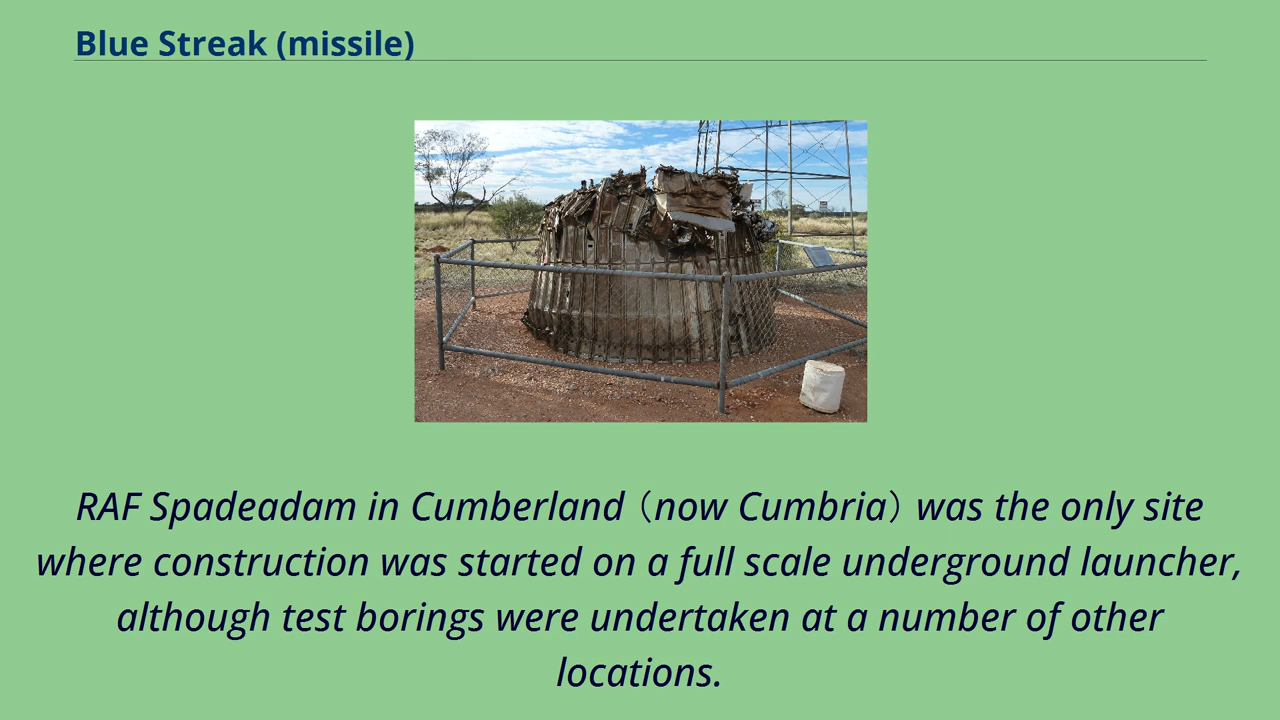 Blue Streak (missile)
RAF Spadeadam in Cumberland（now Cumbria）was the only site
where construction was started on a full scale underground launcher,
although test borings were undertaken at a number of other
locations.